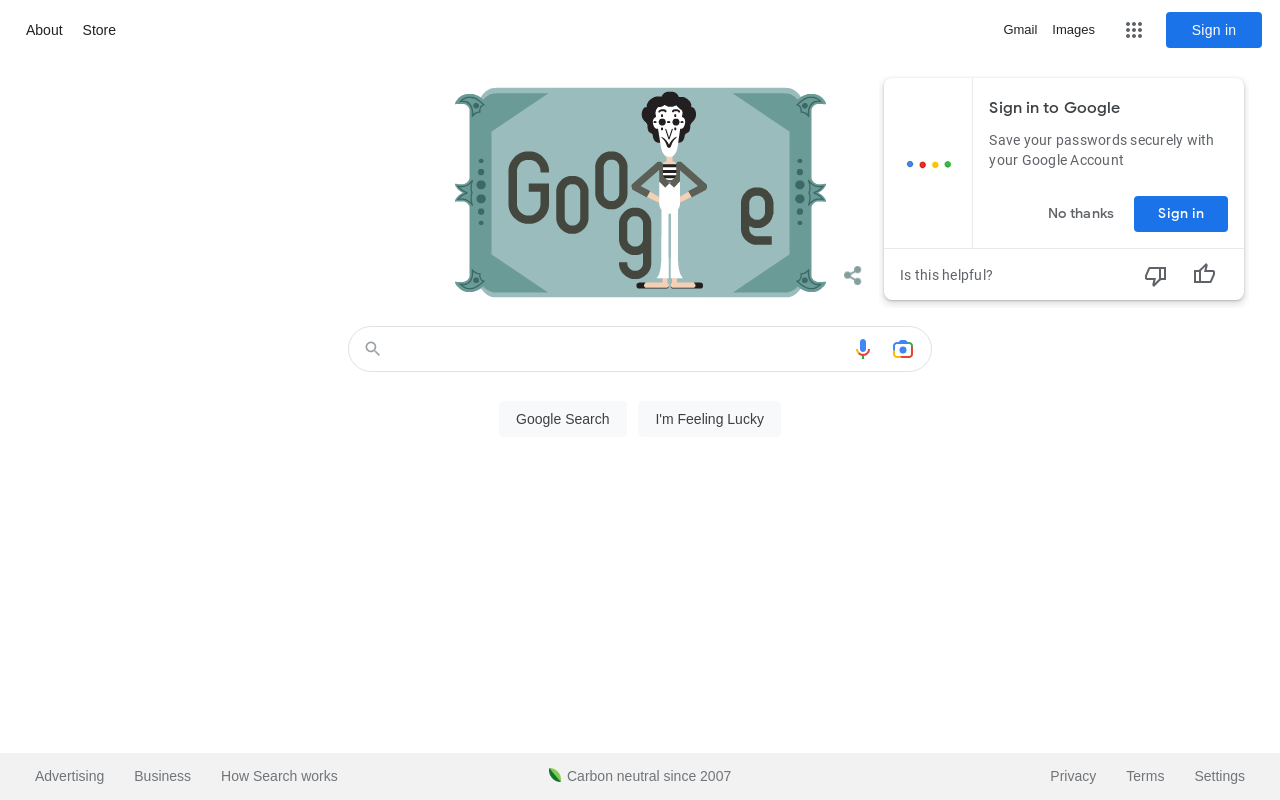 About Store
Gmail Images Sign in
Goog e
Sign in to Google
Save your passwords securely with
your Google Account
No thanks Sign in
Is this helpful?
Google Search I'm Feeling Lucky
Advertising Business How Search works
Carbon neutral since 2007
Privacy Terms Settings